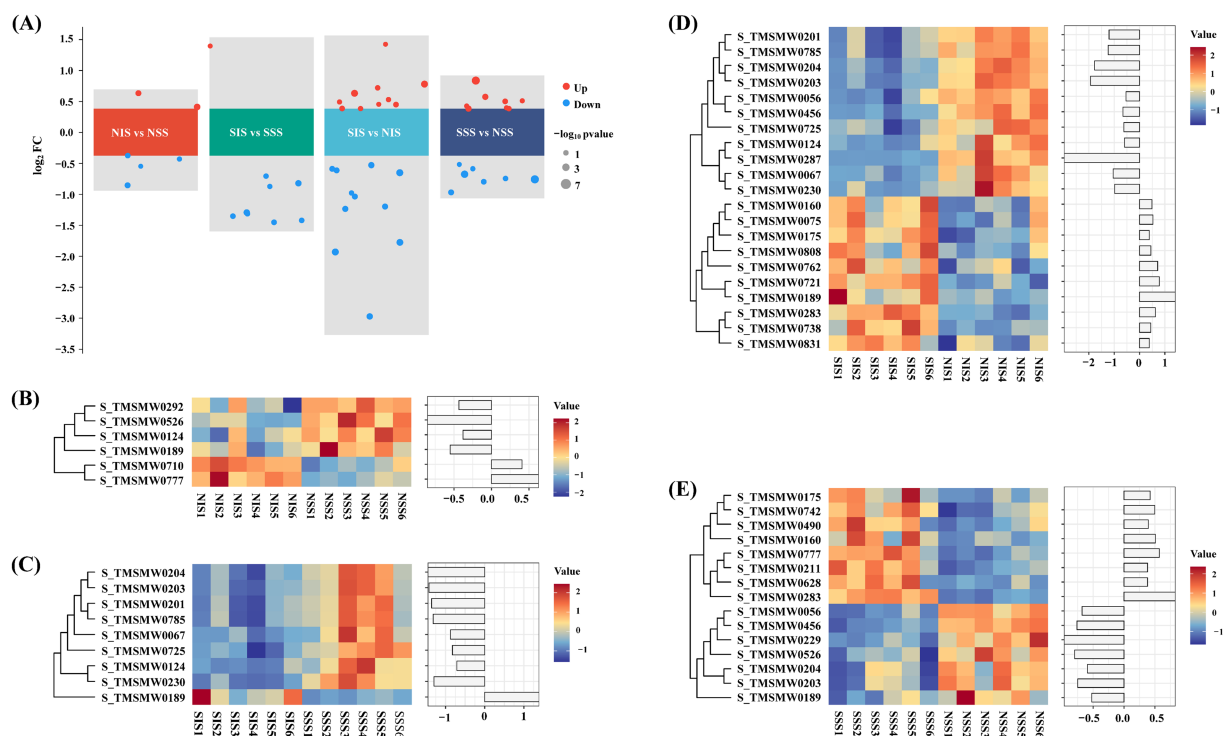 (A)
1.5
1.0
0.5
0.0
−0.5
−1.0
−1.5
−2.0
−2.5
−3.0
−3.5
log2 FC
NIS vs NSS
SIS vs SSS
SIS vs NIS
SSS vs NSS
Up
Down
−log10 pvalue
1
3
7
(B)
S_TMSMW0292
S_TMSMW0526
S_TMSMW0124
S_TMSMW0189
S_TMSMW0710
S_TMSMW0777
NIS1 NIS2 NIS3 NIS4 NIS5 NIS6 NSS1 NSS2 NSS3 NSS4 NSS5 NSS6
−0.5 0.0 0.5
Value
2
1
0
−1
−2
(C)
S_TMSMW0204
S_TMSMW0203
S_TMSMW0201
S_TMSMW0785
S_TMSMW0067
S_TMSMW0725
S_TMSMW0124
S_TMSMW0230
S_TMSMW0189
SIS1 SIS2 SIS3 SIS4 SIS5 SIS6 SSS1 SSS2 SSS3 SSS4 SSS5 SSS6
−1 0 1
Value
2
1
0
−1
(D)
S_TMSMW0201
S_TMSMW0785
S_TMSMW0204
S_TMSMW0203
S_TMSMW0056
S_TMSMW0456
S_TMSMW0725
S_TMSMW0124
S_TMSMW0287
S_TMSMW0067
S_TMSMW0230
S_TMSMW0160
S_TMSMW0075
S_TMSMW0175
S_TMSMW0808
S_TMSMW0762
S_TMSMW0721
S_TMSMW0189
S_TMSMW0283
S_TMSMW0738
S_TMSMW0831
SIS1 SIS2 SIS3 SIS4 SIS5 SIS6 NIS1 NIS2 NIS3 NIS4 NIS5 NIS6
−2 −1 0 1
Value
2
1
0
−1
(E)
S_TMSMW0175
S_TMSMW0742
S_TMSMW0490
S_TMSMW0160
S_TMSMW0777
S_TMSMW0211
S_TMSMW0628
S_TMSMW0283
S_TMSMW0056
S_TMSMW0456
S_TMSMW0229
S_TMSMW0526
S_TMSMW0204
S_TMSMW0203
S_TMSMW0189
SSS1 SSS2 SSS3 SSS4 SSS5 SSS6 NSS1 NSS2 NSS3 NSS4 NSS5 NSS6
−0.5 0.0 0.5
Value
2
1
0
−1